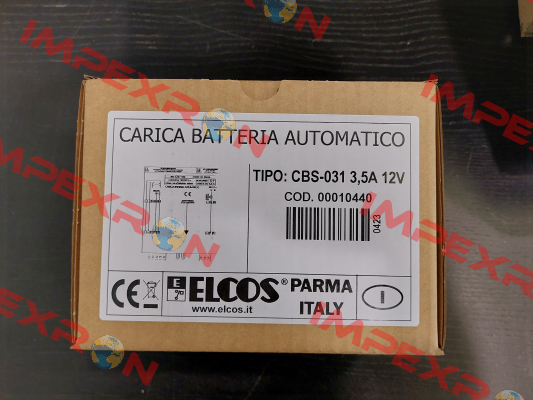 CARICA BATTERIA AUTOMATICO
TIPO: CBS-031 3,5A 12V
COD. 00010440
0423
CE
E
ELCOS® PARMA
ITALY
www.elcos.it
I
IMPEXRON
IMPEXRON
IMPEXRON
IMPEXRON